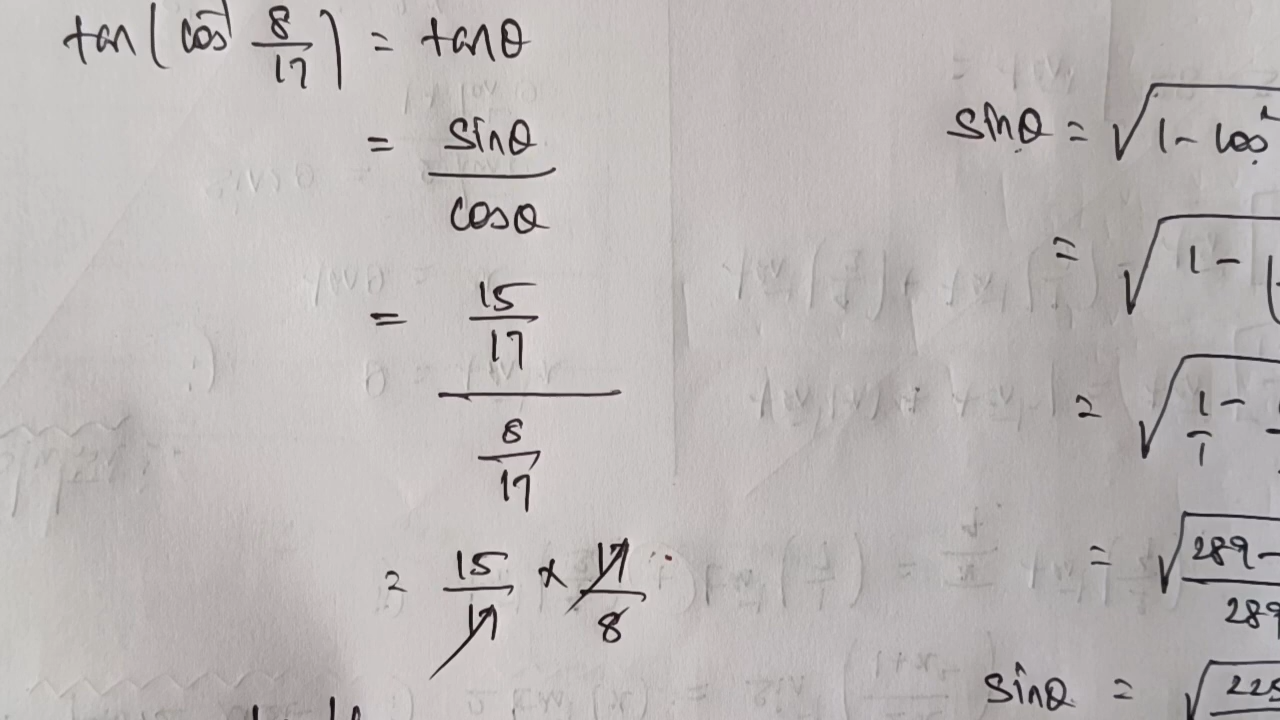 tan(cos⁻¹ 8/17) = tanθ
= sinθ/cosθ
= 15/17 / 8/17
= 15/17 × 17/8
sinθ = √1 - cos²
= √1 - (
= √1/1 -
= √289 - / 289
sinθ = √225